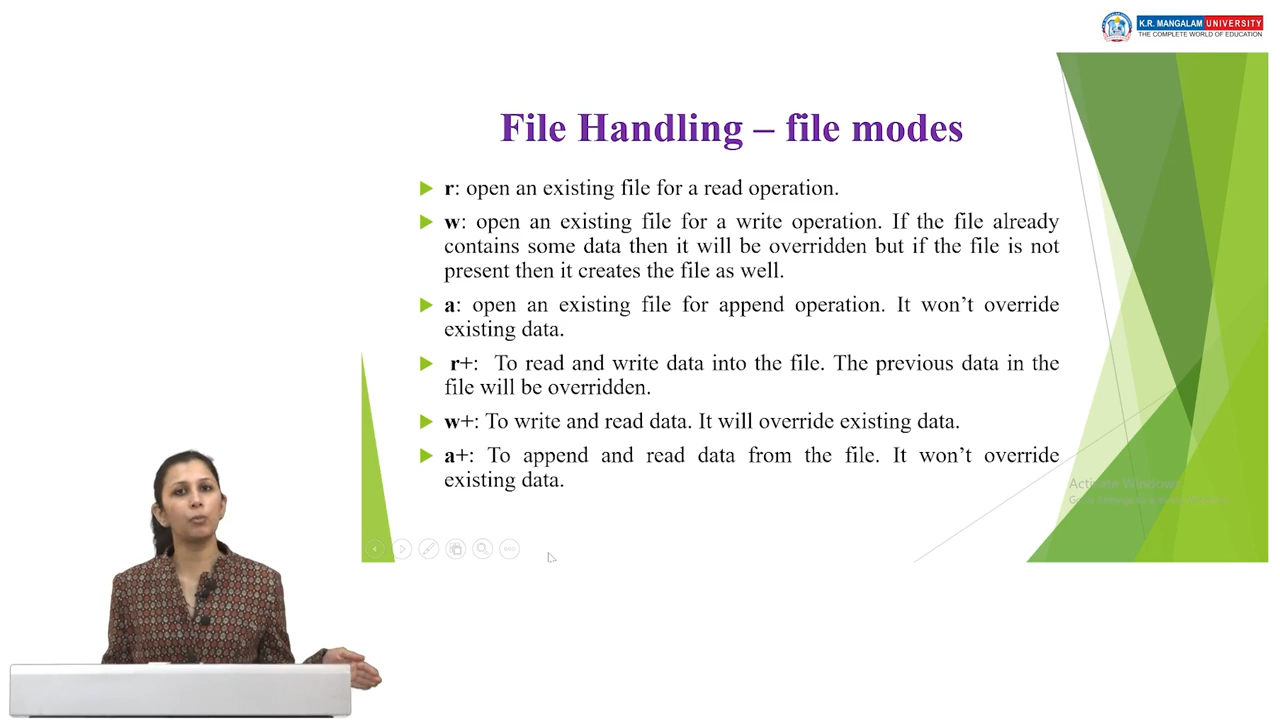 K.R. MANGALAM UNIVERSITY
THE COMPLETE WORLD OF EDUCATION
File Handling – file modes
r: open an existing file for a read operation.
w: open an existing file for a write operation. If the file already
contains some data then it will be overridden but if the file is not
present then it creates the file as well.
a: open an existing file for append operation. It won’t override
existing data.
r+: To read and write data into the file. The previous data in the
file will be overridden.
w+: To write and read data. It will override existing data.
a+: To append and read data from the file. It won’t override
existing data.
Activate Windows